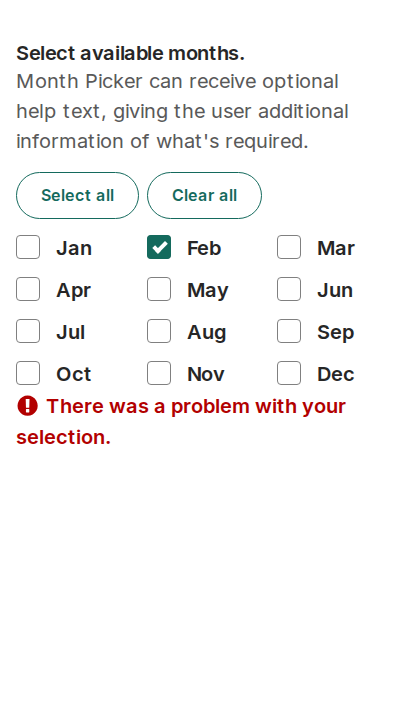 Select available months.
Month Picker can receive optional
help text, giving the user additional
information of what's required.
Select all Clear all
Jan Feb Mar
Apr May Jun
Jul Aug Sep
Oct Nov Dec
There was a problem with your
selection.